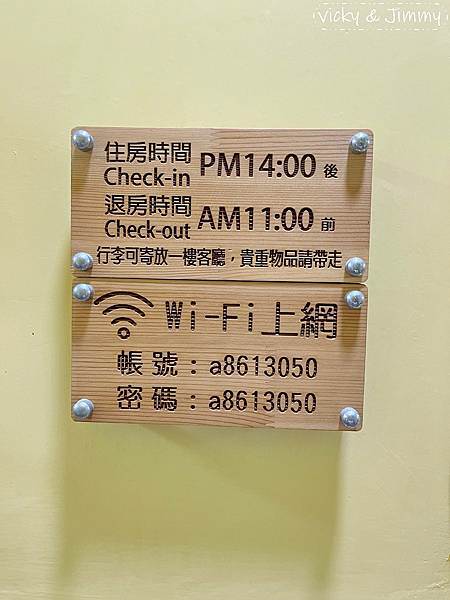 Vicky & Jimmy
住房時間 PM14:00 後
Check-in
退房時間 AM11:00 前
Check-out
行李可寄放一樓客廳，貴重物品請帶走
Wi-Fi上網
帳號：a8613050
密碼：a8613050